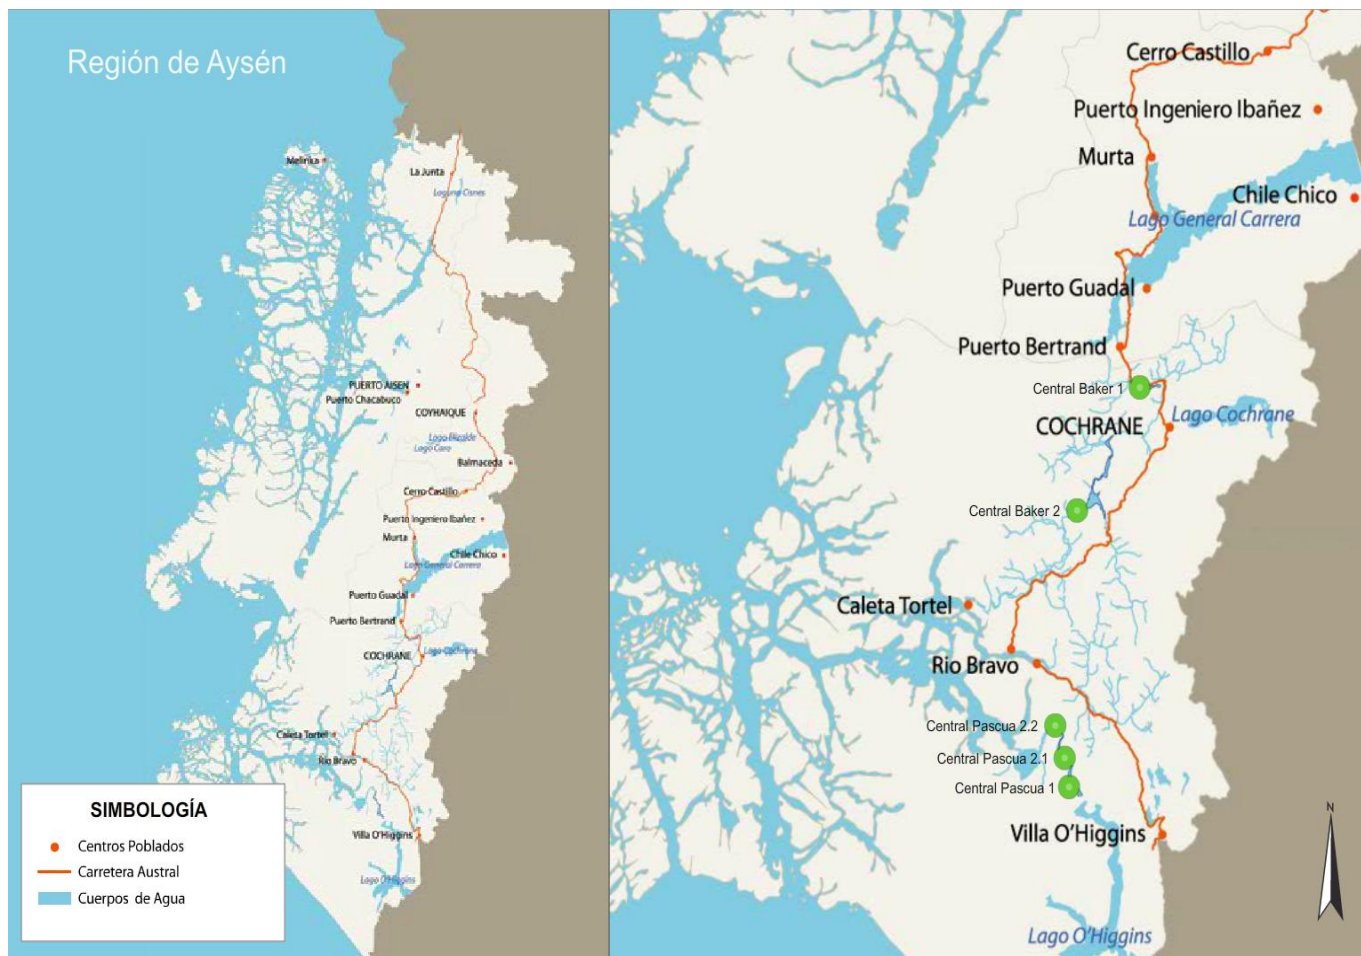 Región de Aysén
Melinka
La Junta
Laguna Cisnes
PUERTO AISEN
Puerto Chacabuco
COYHAIQUE
Lago Elizalde
Lago Caro
Balmaceda
Cerro Castillo
Puerto Ingeniero Ibañez
Murta
Chile Chico
Lago General Carrera
Puerto Guadal
Puerto Bertrand
COCHRANE
Lago Cochrane
Caleta Tortel
Rio Bravo
Villa O'Higgins
Lago O'Higgins
SIMBOLOGÍA
Centros Poblados
Carretera Austral
Cuerpos de Agua
Cerro Castillo
Puerto Ingeniero Ibañez
Murta
Chile Chico
Lago General Carrera
Puerto Guadal
Puerto Bertrand
Central Baker 1
Lago Cochrane
COCHRANE
Central Baker 2
Caleta Tortel
Rio Bravo
Central Pascua 2.2
Central Pascua 2.1
Central Pascua 1
Villa O'Higgins
Lago O'Higgins
N